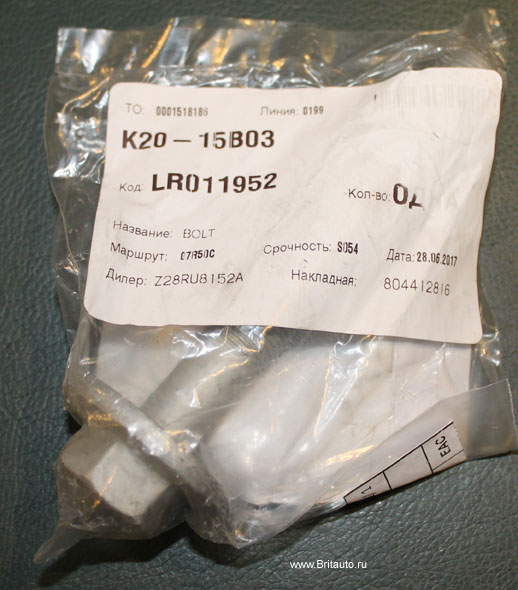 ТО: 0001518186 Линия: 0199
K20-15B03
Код: LR011952 Кол-во:
Название: BOLT
Маршрут: 07R50C Срочность: S054 Дата: 28.06.2017
Дилер: Z28RU8152A Накладная: 804412816
EAC
www.Britauto.ru